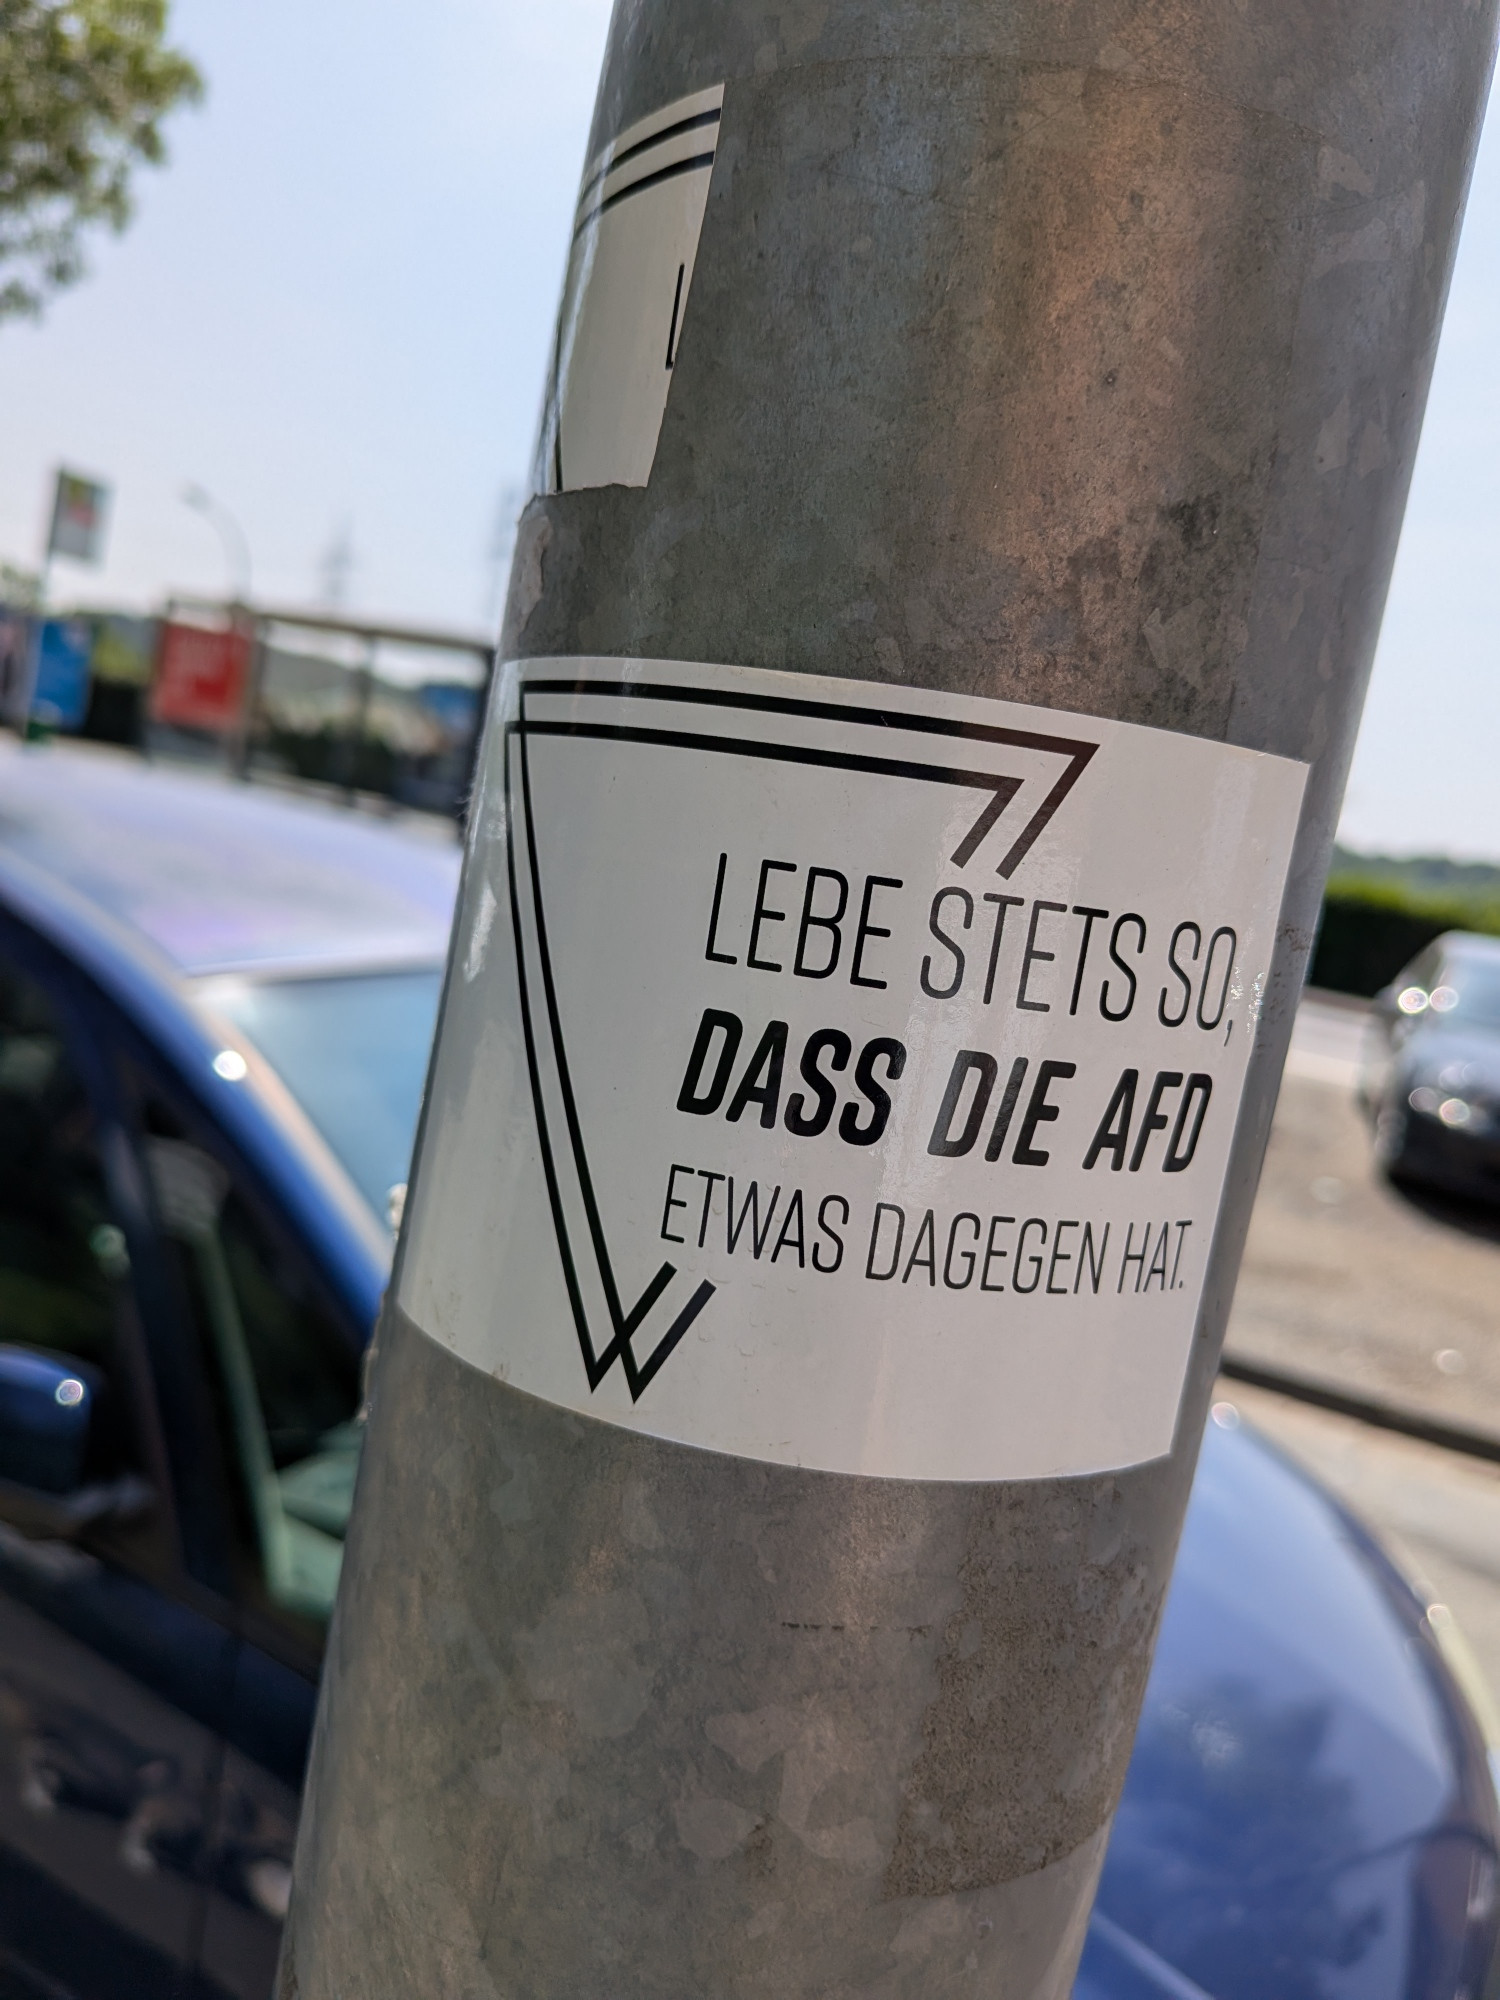 L
LEBE STETS SO,
DASS DIE AFD
ETWAS DAGEGEN HAT.